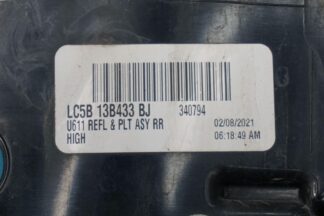 LC5B 13B433 BJ 340794
U611 REFL & PLT ASY RR 02/08/2021
HIGH 06:18:49 AM